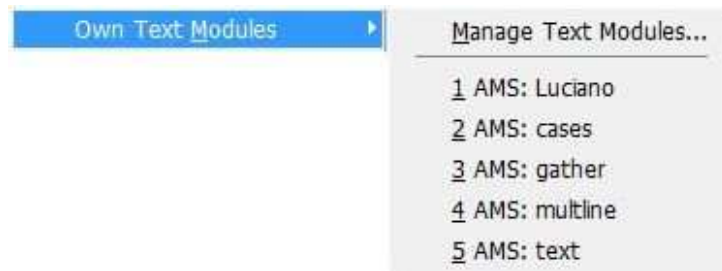 Own Text Modules
Manage Text Modules...
1 AMS: Luciano
2 AMS: cases
3 AMS: gather
4 AMS: multline
5 AMS: text